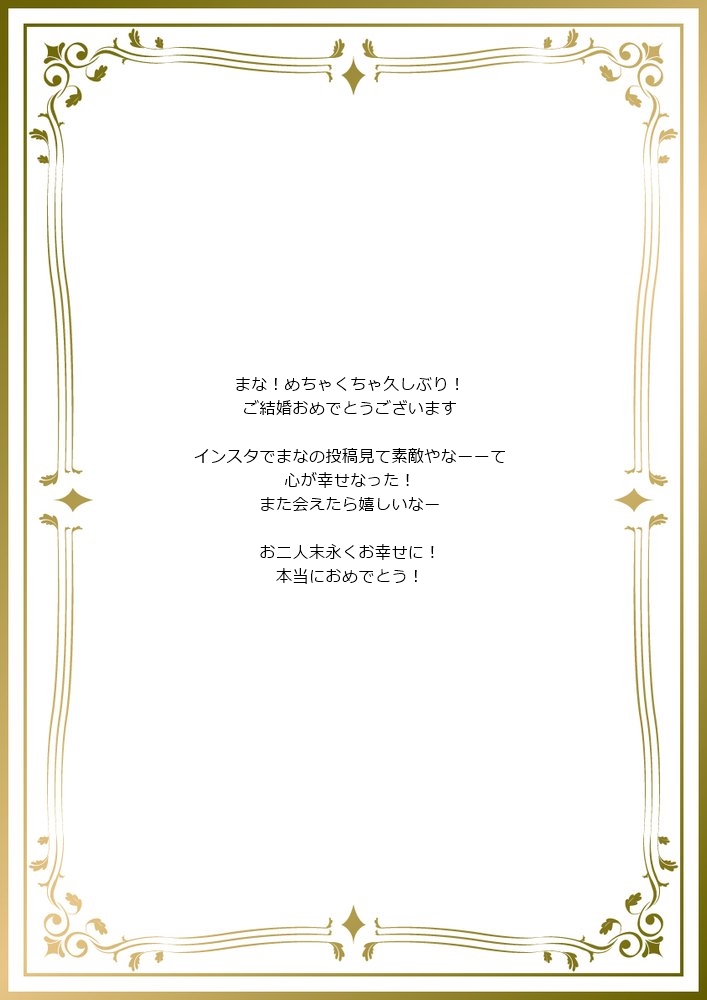 まな！めちゃくちゃ久しぶり！
ご結婚おめでとうございます
インスタでまなの投稿見て素敵やなーーて
心が幸せなった！
また会えたら嬉しいなー
お二人末永くお幸せに！
本当におめでとう！